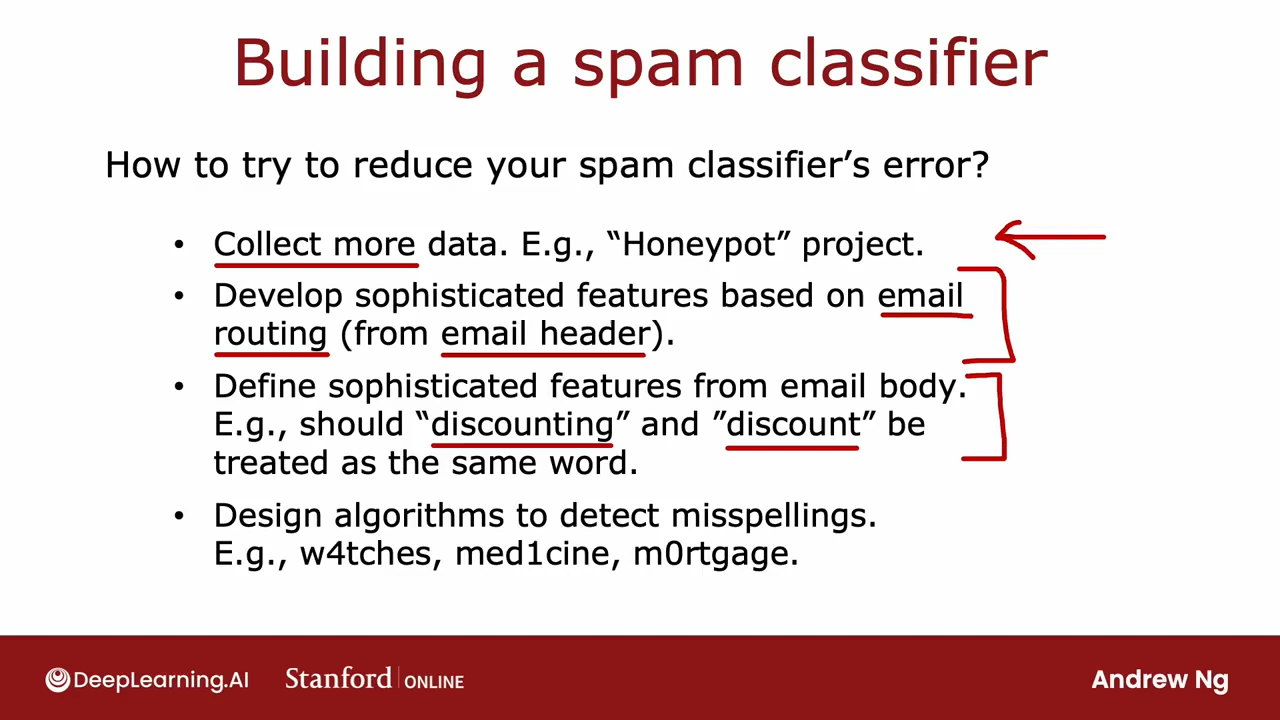 Building a spam classifier
How to try to reduce your spam classifier’s error?
• Collect more data. E.g., “Honeypot” project.
• Develop sophisticated features based on email
routing (from email header).
• Define sophisticated features from email body.
E.g., should “discounting” and ”discount” be
treated as the same word.
• Design algorithms to detect misspellings.
E.g., w4tches, med1cine, m0rtgage.
DeepLearning.AI Stanford | ONLINE Andrew Ng